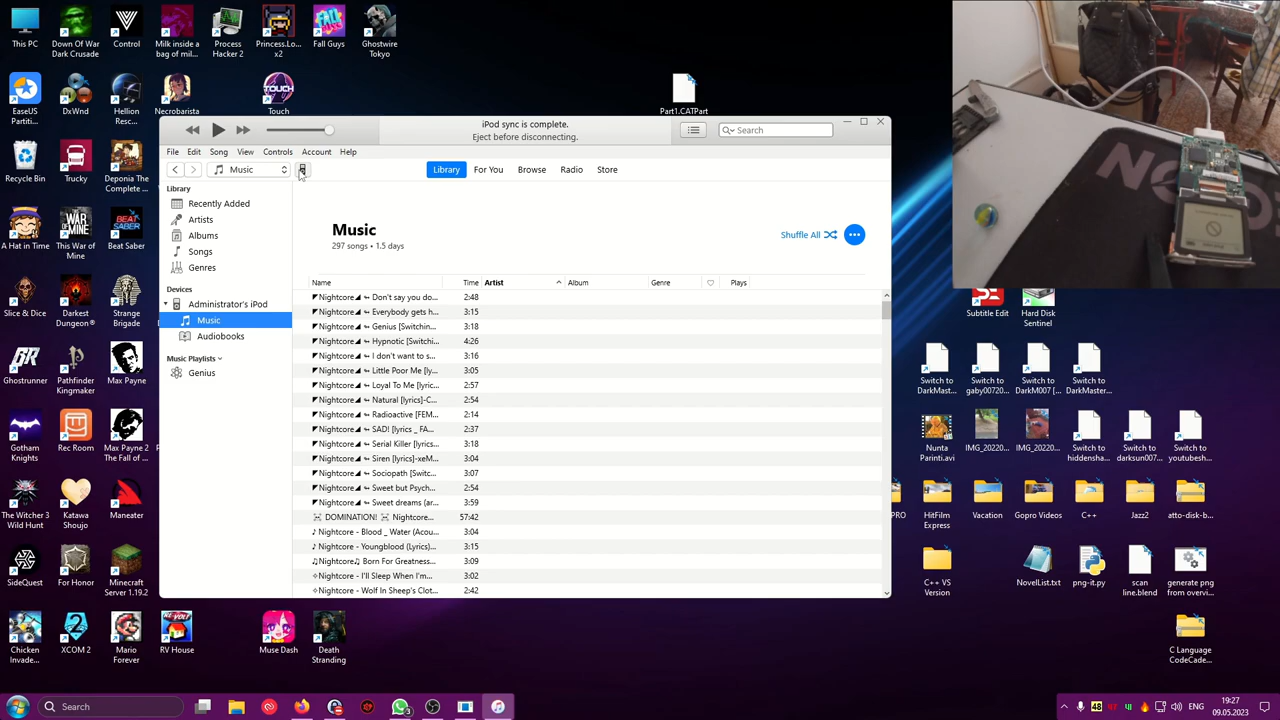 This PC
Down Of War Dark Crusade
Control
Milk inside a bag of mil...
Process Hacker 2
Princess.Lo... x2
Fall Guys
Ghostwire Tokyo
EaseUS Partiti...
DxWnd
Hellion Resc...
Necrobarista
Touch
Part1.CATPart
Recycle Bin
Trucky
Deponia The Complete ...
A Hat in Time
This War of Mine
Beat Saber
Slice & Dice
Darkest Dungeon®
Strange Brigade
Ghostrunner
Pathfinder Kingmaker
Max Payne
Gotham Knights
Rec Room
Max Payne 2 The Fall of ...
The Witcher 3 Wild Hunt
Katawa Shoujo
Maneater
SideQuest
For Honor
Minecraft Server 1.19.2
Chicken Invade...
XCOM 2
Mario Forever
RV House
Muse Dash
Death Stranding
iPod sync is complete.
Eject before disconnecting.
Search
File Edit Song View Controls Account Help
Music
Library For You Browse Radio Store
Library
Recently Added
Artists
Albums
Songs
Genres
Devices
Administrator's iPod
Music
Audiobooks
Music Playlists
Genius
Music
297 songs • 1.5 days
Shuffle All
Name Time Artist Album Genre Plays
◤Nightcore◢ ↬ Don't say you do... 2:48
◤Nightcore◢ ↬ Everybody gets h... 3:15
◤Nightcore◢ ↬ Genius [Switchin... 3:18
◤Nightcore◢ ↬ Hypnotic [Switchi... 4:26
◤Nightcore◢ ↬ I don't want to s... 3:16
◤Nightcore◢ ↬ Little Poor Me [ly... 3:05
◤Nightcore◢ ↬ Loyal To Me [lyric... 2:57
◤Nightcore◢ ↬ Natural [lyrics]-C... 2:54
◤Nightcore◢ ↬ Radioactive [FEM... 2:14
◤Nightcore◢ ↬ SAD! [lyrics _ FA... 2:37
◤Nightcore◢ ↬ Serial Killer [lyrics... 3:18
◤Nightcore◢ ↬ Siren [lyrics]-xeM... 3:04
◤Nightcore◢ ↬ Sociopath [Switc... 3:07
◤Nightcore◢ ↬ Sweet but Psych... 2:54
◤Nightcore◢ ↬ Sweet dreams (ar... 3:59
DOMINATION! Nightcore... 57:42
♪ Nightcore - Blood _ Water (Acou... 3:04
♪ Nightcore - Youngblood (Lyrics)... 3:15
♫Nightcore♫ Born For Greatness... 3:09
✧Nightcore - I'll Sleep When I'm... 3:02
✧Nightcore - Wolf In Sheep's Clot... 2:42
Subtitle Edit
Hard Disk Sentinel
Switch to DarkMast...
Switch to gaby00720...
Switch to DarkM007 [...
Switch to DarkMaster...
Nunta Parinti.avi
IMG_20220...
IMG_20220...
Switch to hiddensha...
Switch to darksun007...
Switch to youtubesh...
PRO
HitFilm Express
Vacation
Gopro Videos
C++
Jazz2
atto-disk-b...
C++ VS Version
NovelList.txt
png-it.py
scan line.blend
generate png from overvi...
C Language CodeCade...
Search
48
ENG
19:27
09.05.2023